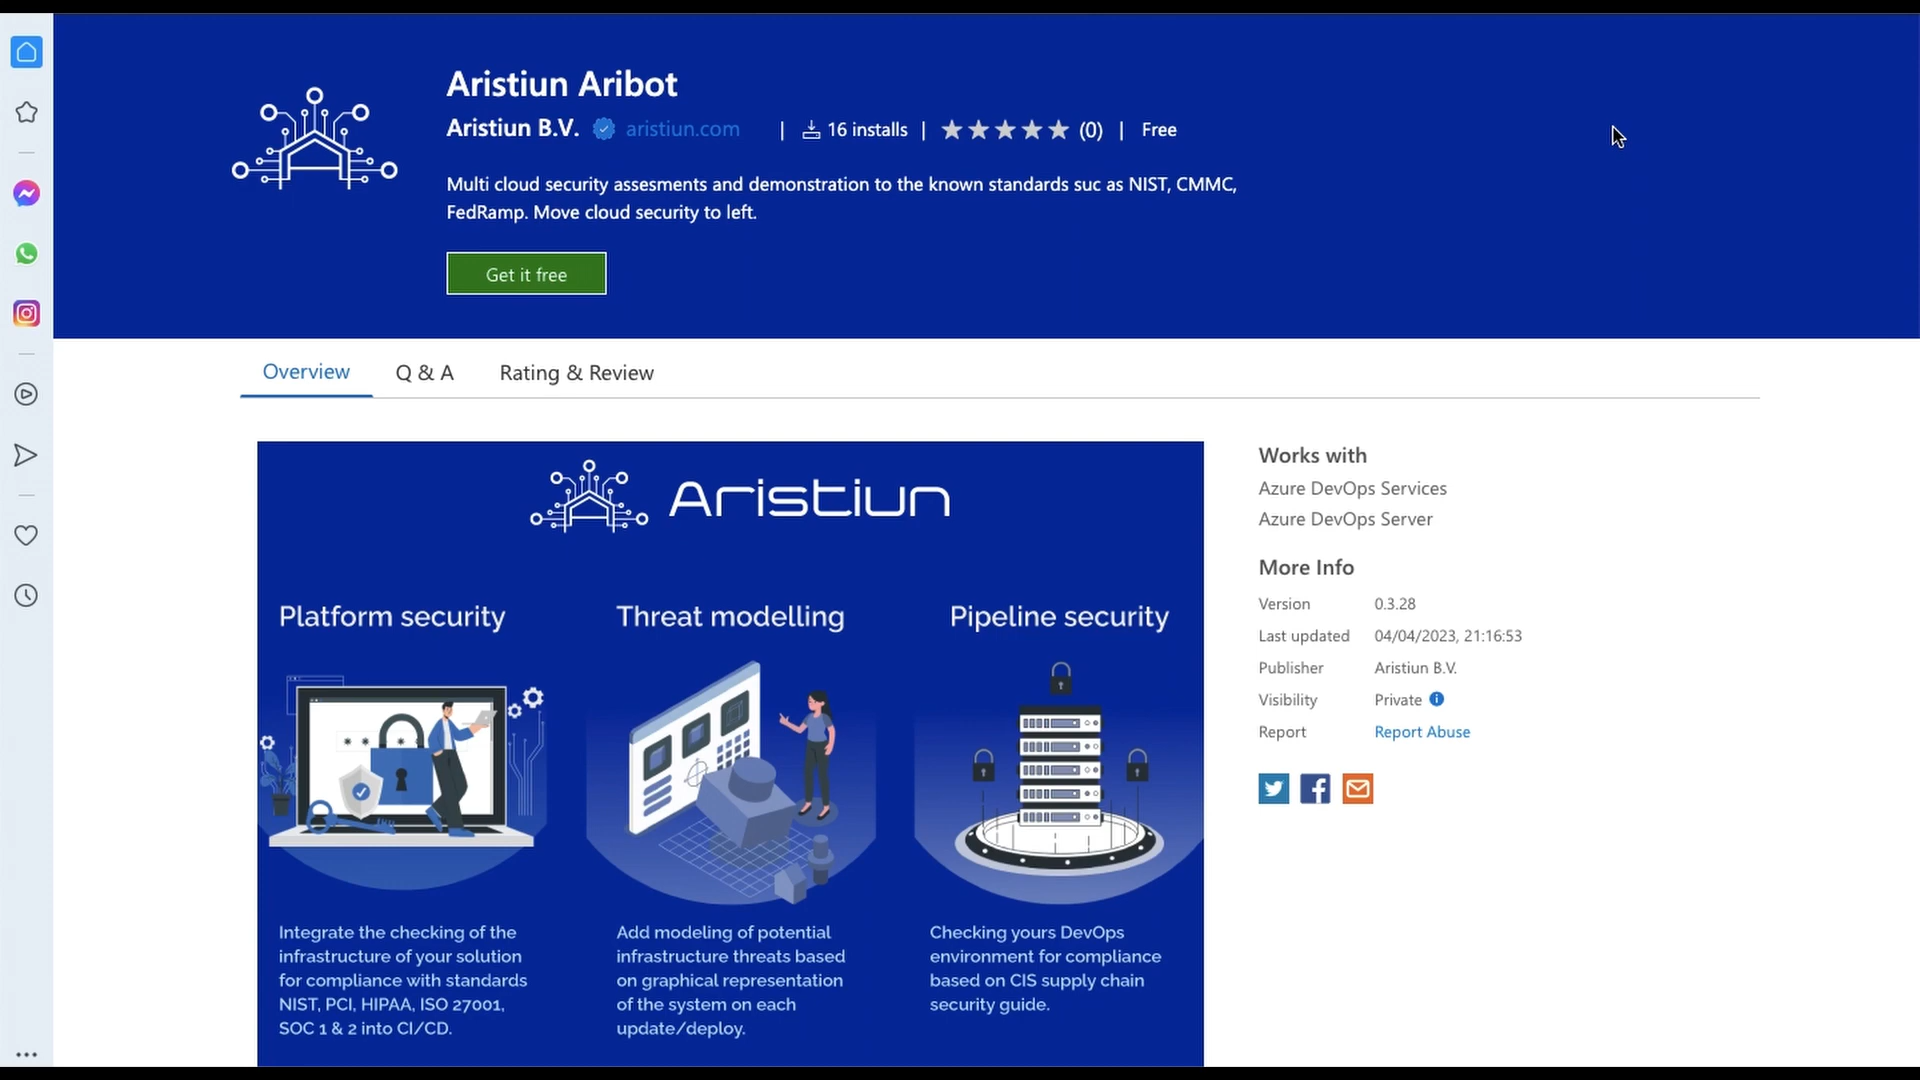 Aristiun Aribot
Aristiun B.V. aristiun.com | 16 installs | (0) | Free
Multi cloud security assesments and demonstration to the known standards suc as NIST, CMMC,
FedRamp. Move cloud security to left.
Get it free
Overview Q & A Rating & Review
Aristiun
Platform security
Integrate the checking of the
infrastructure of your solution
for compliance with standards
NIST, PCI, HIPAA, ISO 27001,
SOC 1 & 2 into CI/CD.
Threat modelling
Add modeling of potential
infrastructure threats based
on graphical representation
of the system on each
update/deploy.
Pipeline security
Checking yours DevOps
environment for compliance
based on CIS supply chain
security guide.
Works with
Azure DevOps Services
Azure DevOps Server
More Info
Version 0.3.28
Last updated 04/04/2023, 21:16:53
Publisher Aristiun B.V.
Visibility Private
Report Report Abuse